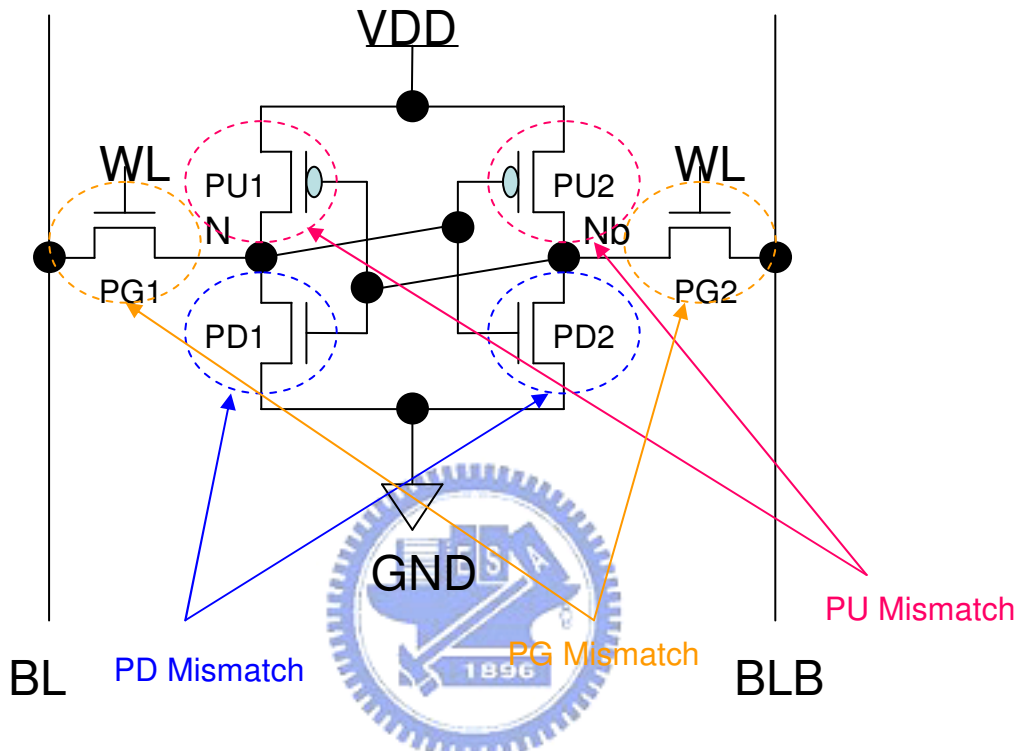 VDD
WL
WL
PU1
PU2
N
Nb
PG1
PG2
PD1
PD2
GND
E S A
PU Mismatch
PD Mismatch
PG Mismatch
1896
BL
BLB